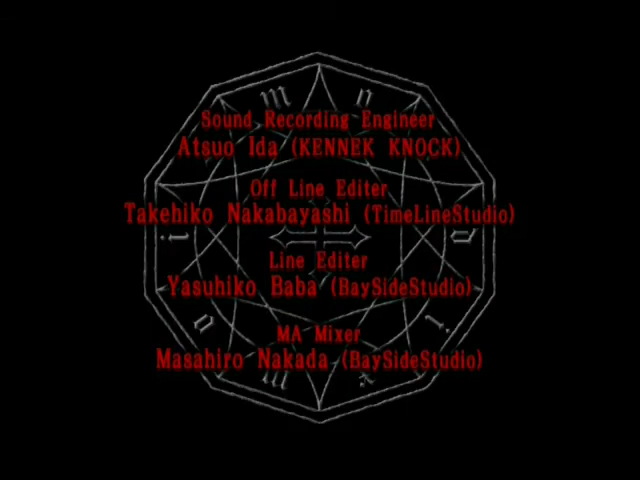 Sound Recording Engineer
Atsuo Ida (KENNEK KNOCK)
Off Line Editer
Takehiko Nakabayashi (TimeLineStudio)
Line Editer
Yasuhiko Baba (BaySideStudio)
MA Mixer
Masahiro Nakada (BaySideStudio)